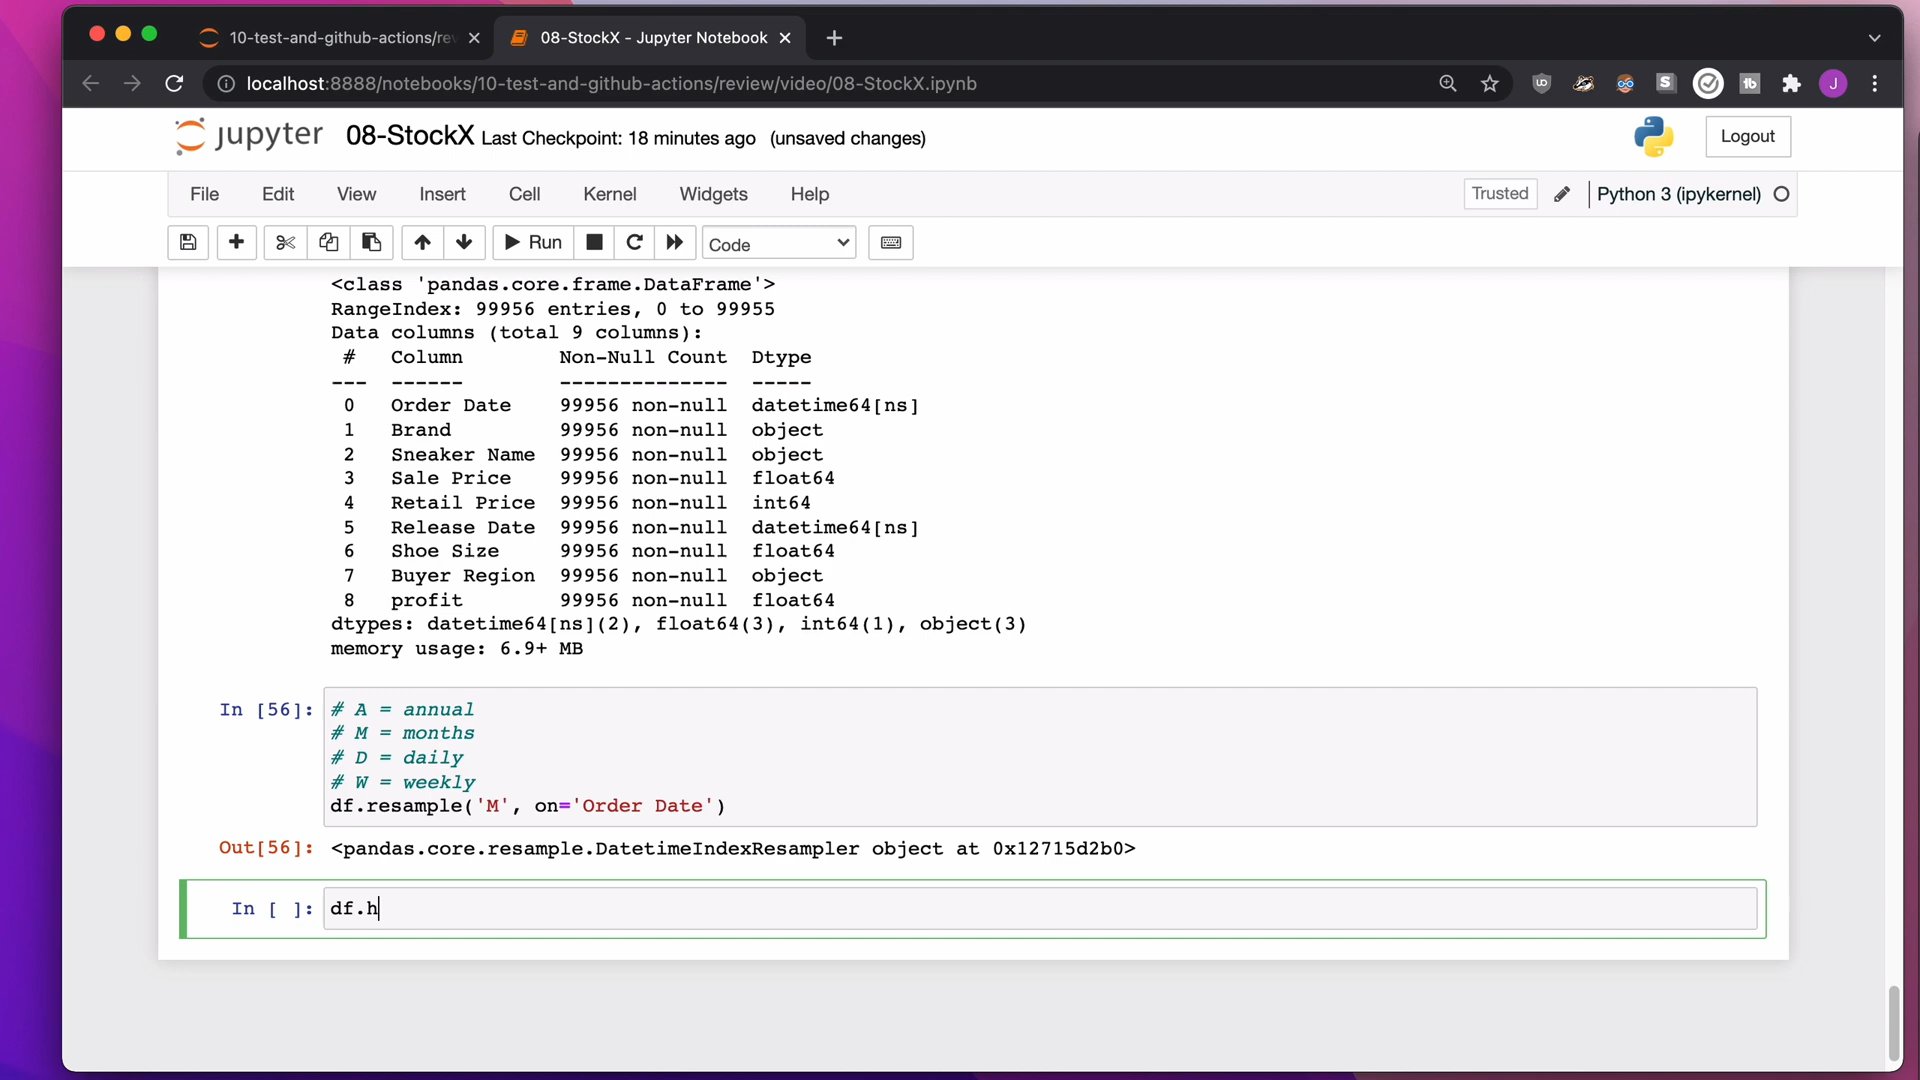 10-test-and-github-actions/re
08-StockX - Jupyter Notebook
localhost:8888/notebooks/10-test-and-github-actions/review/video/08-StockX.ipynb
J
jupyter 08-StockX Last Checkpoint: 18 minutes ago (unsaved changes)
Logout
File Edit View Insert Cell Kernel Widgets Help
Trusted Python 3 (ipykernel)
Run Code
<class 'pandas.core.frame.DataFrame'>
RangeIndex: 99956 entries, 0 to 99955
Data columns (total 9 columns):
# Column Non-Null Count Dtype
--- ------ -------------- -----
0 Order Date 99956 non-null datetime64[ns]
1 Brand 99956 non-null object
2 Sneaker Name 99956 non-null object
3 Sale Price 99956 non-null float64
4 Retail Price 99956 non-null int64
5 Release Date 99956 non-null datetime64[ns]
6 Shoe Size 99956 non-null float64
7 Buyer Region 99956 non-null object
8 profit 99956 non-null float64
dtypes: datetime64[ns](2), float64(3), int64(1), object(3)
memory usage: 6.9+ MB
In [56]: # A = annual
# M = months
# D = daily
# W = weekly
df.resample('M', on='Order Date')
Out[56]: <pandas.core.resample.DatetimeIndexResampler object at 0x12715d2b0>
In [ ]: df.h